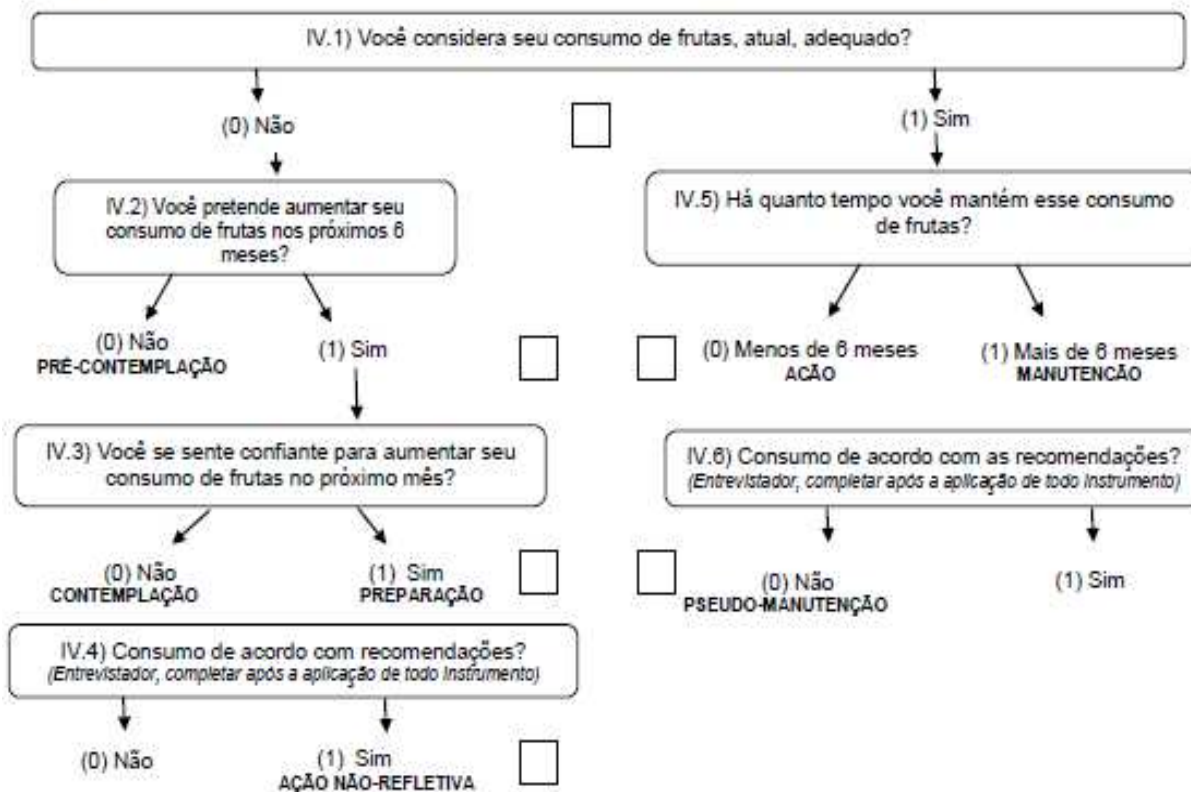 IV.1) Você considera seu consumo de frutas, atual, adequado?
(0) Não
(1) Sim
IV.2) Você pretende aumentar seu
consumo de frutas nos próximos 6
meses?
IV.5) Há quanto tempo você mantém esse consumo
de frutas?
(0) Não
PRÉ-CONTEMPLAÇÃO
(1) Sim
(0) Menos de 6 meses
AÇÃO
(1) Mais de 6 meses
MANUTENÇÃO
IV.3) Você se sente confiante para aumentar seu
consumo de frutas no próximo mês?
IV.6) Consumo de acordo com as recomendações?
(Entrevistador, completar após a aplicação de todo instrumento)
(0) Não
CONTEMPLAÇÃO
(1) Sim
PREPARAÇÃO
(0) Não
PSEUDO-MANUTENÇÃO
(1) Sim
IV.4) Consumo de acordo com recomendações?
(Entrevistador, completar após a aplicação de todo instrumento)
(0) Não
(1) Sim
AÇÃO NÃO-REFLETIVA